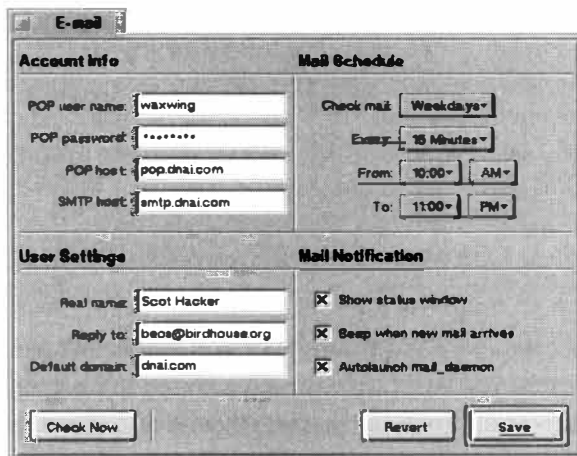 E-mail
Account Info
POP user name: waxwing
POP password: ••••••••
POP host: pop.dnai.com
SMTP host: smtp.dnai.com
Mail Schedule
Check mail: Weekdays
Every: 15 Minutes
From: 10:00 AM
To: 11:00 PM
User Settings
Real name: Scot Hacker
Reply to: beos@birdhouse.org
Default domain: dnai.com
Mail Notification
Show status window
Beep when new mail arrives
Autolaunch mail_daemon
Check Now
Revert
Save